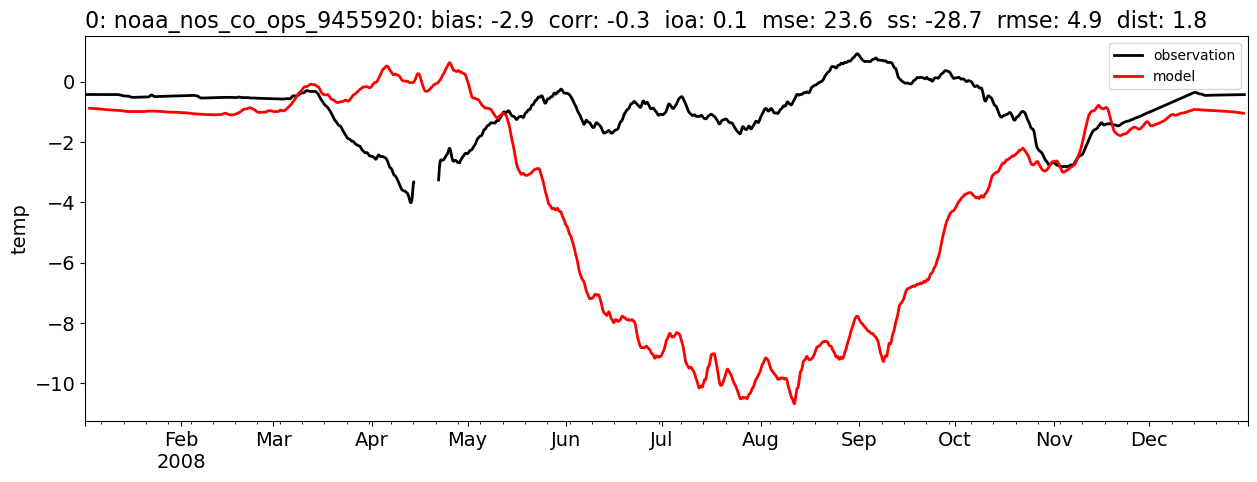 0: noaa_nos_co_ops_9455920: bias: -2.9  corr: -0.3  ioa: 0.1  mse: 23.6  ss: -28.7  rmse: 4.9  dist: 1.8
observation
model
0
−2
−4
−6
−8
−10
temp
Feb Mar Apr May Jun Jul Aug Sep Oct Nov Dec
2008